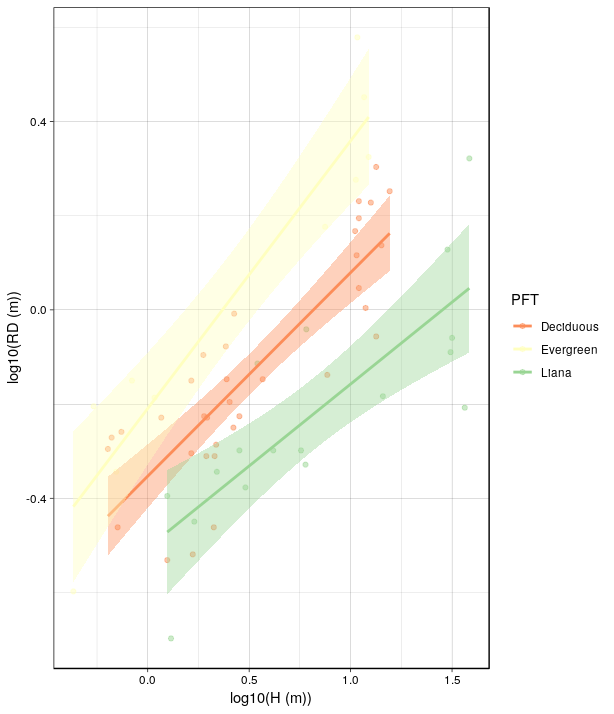 0.4
0.0
-0.4
log10(RD (m))
0.0
0.5
1.0
1.5
log10(H (m))
PFT
Deciduous
Evergreen
Liana